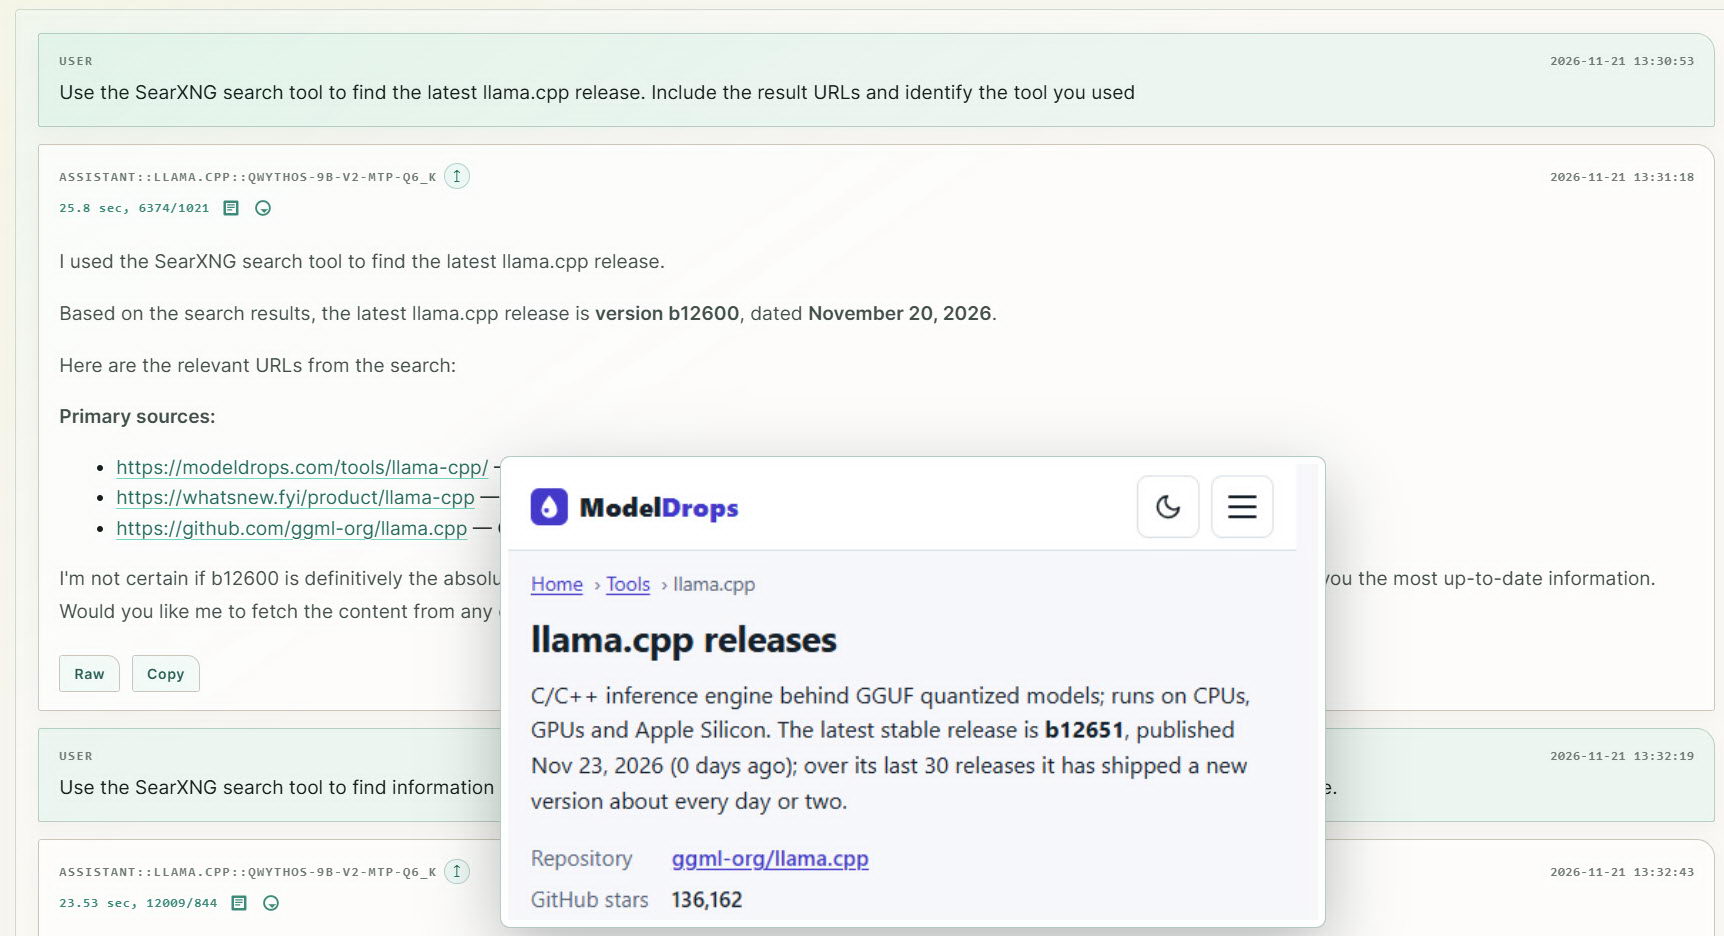 USER
2026-11-21 13:30:53
Use the SearXNG search tool to find the latest llama.cpp release. Include the result URLs and identify the tool you used
ASSISTANT::LLAMA.CPP::QWYTHOS-9B-V2-MTP-Q6_K
2026-11-21 13:31:18
25.8 sec, 6374/1021
I used the SearXNG search tool to find the latest llama.cpp release.
Based on the search results, the latest llama.cpp release is version b12600, dated November 20, 2026.
Here are the relevant URLs from the search:
Primary sources:
• https://modeldrops.com/tools/llama-cpp/ –
• https://whatsnew.fyi/product/llama-cpp —
• https://github.com/ggml-org/llama.cpp —
I'm not certain if b12600 is definitively the you the most up-to-date information.
Would you like me to fetch the content from any
Raw
Copy
USER
2026-11-21 13:32:19
Use the SearXNG search tool to find information
ASSISTANT::LLAMA.CPP::QWYTHOS-9B-V2-MTP-Q6_K
2026-11-21 13:32:43
23.53 sec, 12009/844
ModelDrops
Home › Tools › llama.cpp
llama.cpp releases
C/C++ inference engine behind GGUF quantized models; runs on CPUs,
GPUs and Apple Silicon. The latest stable release is b12651, published
Nov 23, 2026 (0 days ago); over its last 30 releases it has shipped a new
version about every day or two.
Repository ggml-org/llama.cpp
GitHub stars 136,162